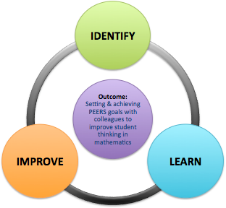 IDENTIFY
Outcome:
Setting & achieving
PEERS goals with
colleagues to
improve student
thinking in
mathematics
IMPROVE
LEARN